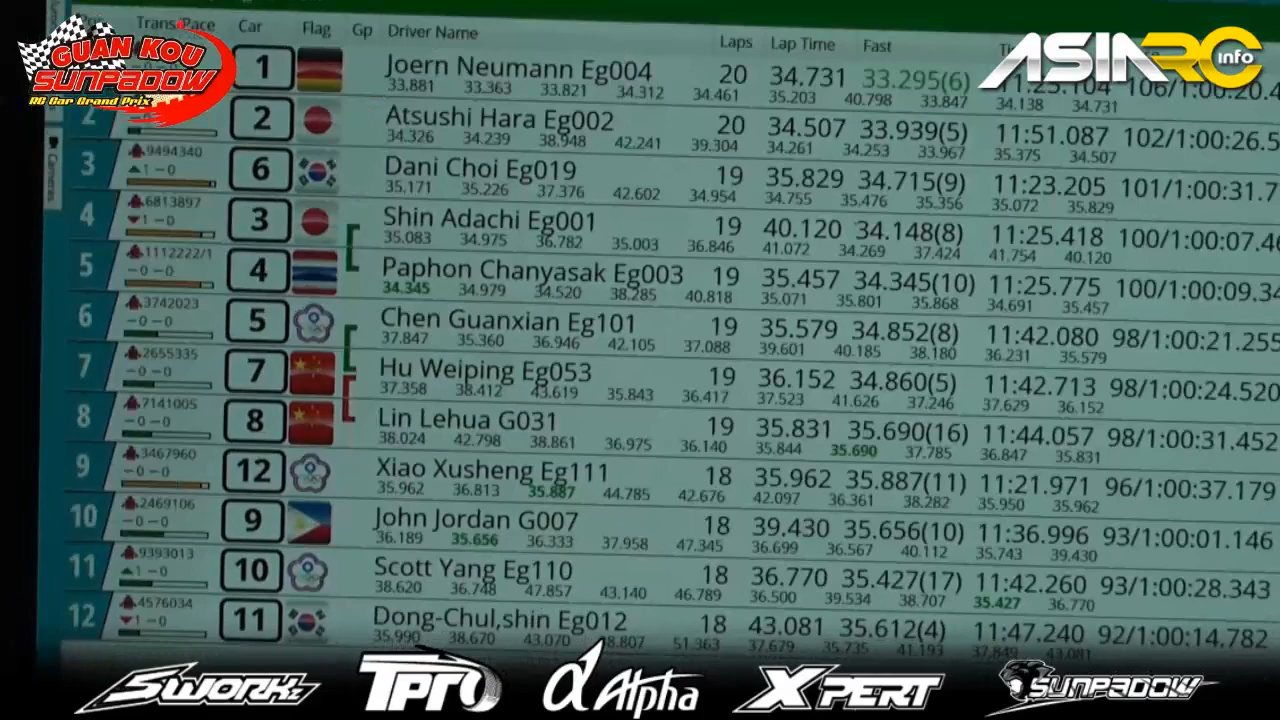 GUAN KOU
SUNPADOW
RC Car Grand Prix
ASIARC info
Trans Pace Car Flag Gp Driver Name Laps Lap Time Fast
1 Joern Neumann Eg004 20 34.731 33.295(6) 11:25.104 106/1:00:20.4
33.881 33.363 33.821 34.312 34.461 35.203 40.798 33.847 34.138 34.731
2 2 Atsushi Hara Eg002 20 34.507 33.939(5) 11:51.087 102/1:00:26.5
34.326 34.239 38.948 42.241 39.304 34.261 34.253 33.967 35.375 34.507
3 9494340 1 -- 0 6 Dani Choi Eg019 19 35.829 34.715(9) 11:23.205 101/1:00:31.7
35.171 35.226 37.376 42.602 34.954 34.755 35.476 35.356 35.072 35.829
4 6813897 1 -- 0 3 Shin Adachi Eg001 19 40.120 34.148(8) 11:25.418 100/1:00:07.46
35.083 34.975 36.782 35.003 36.846 41.072 34.269 37.424 41.754 40.120
5 1112222/1 -- 0 -- 0 4 Paphon Chanyasak Eg003 19 35.457 34.345(10) 11:25.775 100/1:00:09.34
34.345 34.979 34.520 38.285 40.818 35.071 35.801 35.868 34.691 35.457
6 3742023 -- 0 -- 0 5 Chen Guanxian Eg101 19 35.579 34.852(8) 11:42.080 98/1:00:21.255
37.847 35.360 36.946 42.105 37.088 39.601 40.185 38.180 36.231 35.579
7 2655335 -- 0 -- 0 7 Hu Weiping Eg053 19 36.152 34.860(5) 11:42.713 98/1:00:24.520
37.358 38.412 43.619 35.843 36.417 37.523 41.626 37.246 37.629 36.152
8 7141005 -- 0 -- 0 8 Lin Lehua G031 19 35.831 35.690(16) 11:44.057 98/1:00:31.452
38.024 42.798 38.861 36.975 36.140 35.844 35.690 37.785 36.847 35.831
9 3467960 -- 0 -- 0 12 Xiao Xusheng Eg111 18 35.962 35.887(11) 11:21.971 96/1:00:37.179
35.962 36.813 35.887 44.785 42.676 42.097 36.361 38.282 35.950 35.962
10 2469106 -- 0 -- 0 9 John Jordan G007 18 39.430 35.656(10) 11:36.996 93/1:00:01.146
36.189 35.656 36.333 37.958 47.345 36.699 36.567 40.112 35.743 39.430
11 9393013 1 -- 0 10 Scott Yang Eg110 18 36.770 35.427(17) 11:42.260 93/1:00:28.343
38.620 36.748 47.857 43.140 46.789 36.500 39.534 38.707 35.427 36.770
12 4576034 1 -- 0 11 Dong-Chul,shin Eg012 18 43.081 35.612(4) 11:47.240 92/1:00:14.782
35.990 38.670 43.070 48.807 51.363 37.679 35.735 41.193 37.849 43.081
Cameras
SWORKz TPRO Alpha XPERT SUNPADOW